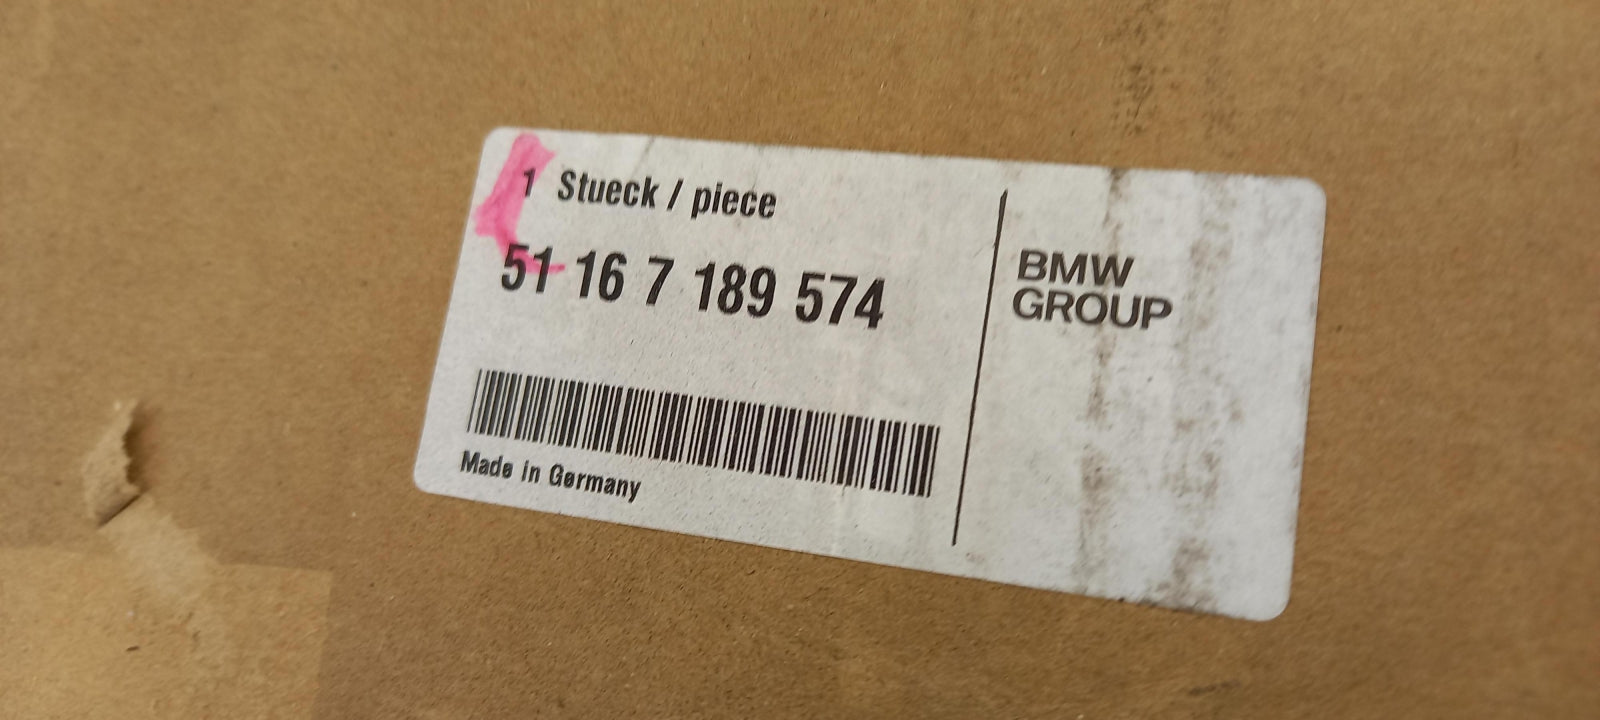 1 Stueck / piece
51 16 7 189 574
Made in Germany
BMW
GROUP